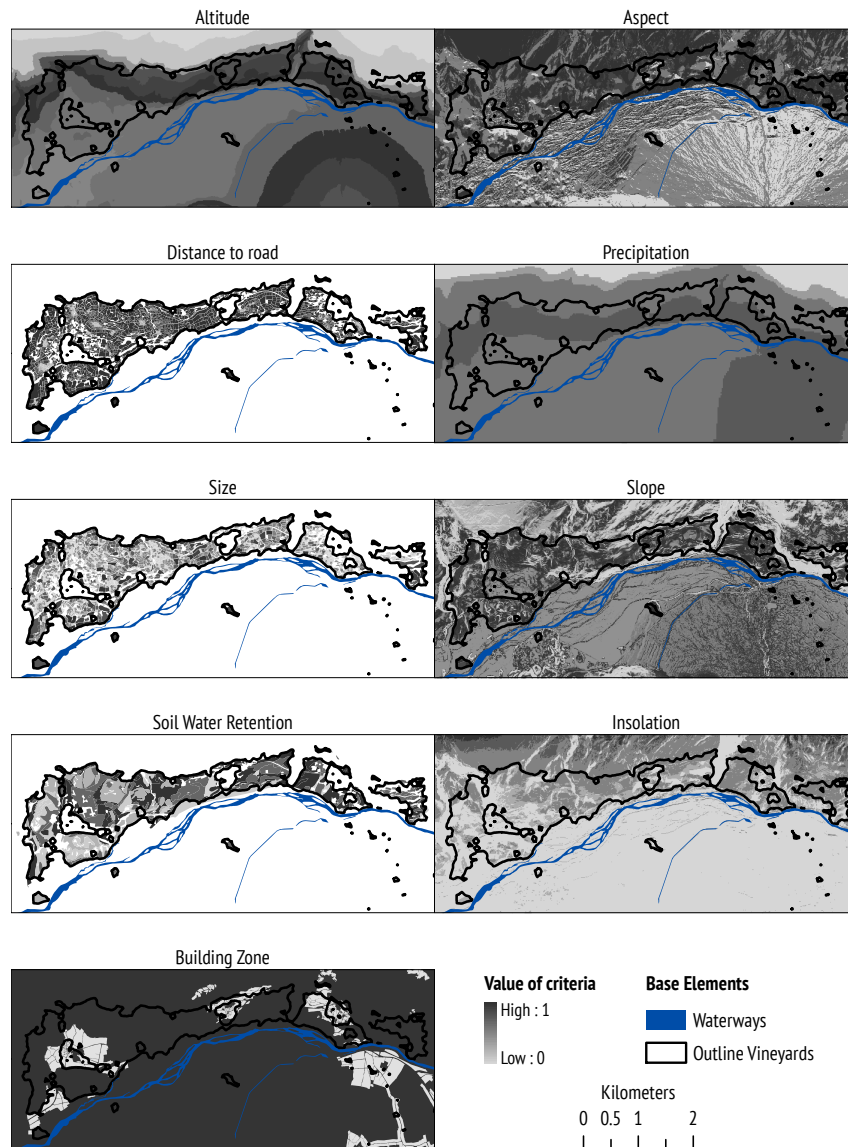 Altitude
Aspect
Distance to road
Precipitation
Size
Slope
Soil Water Retention
Insolation
Building Zone
Value of criteria
High : 1
Low : 0
Base Elements
Waterways
Outline Vineyards
Kilometers
0 0.5 1 2